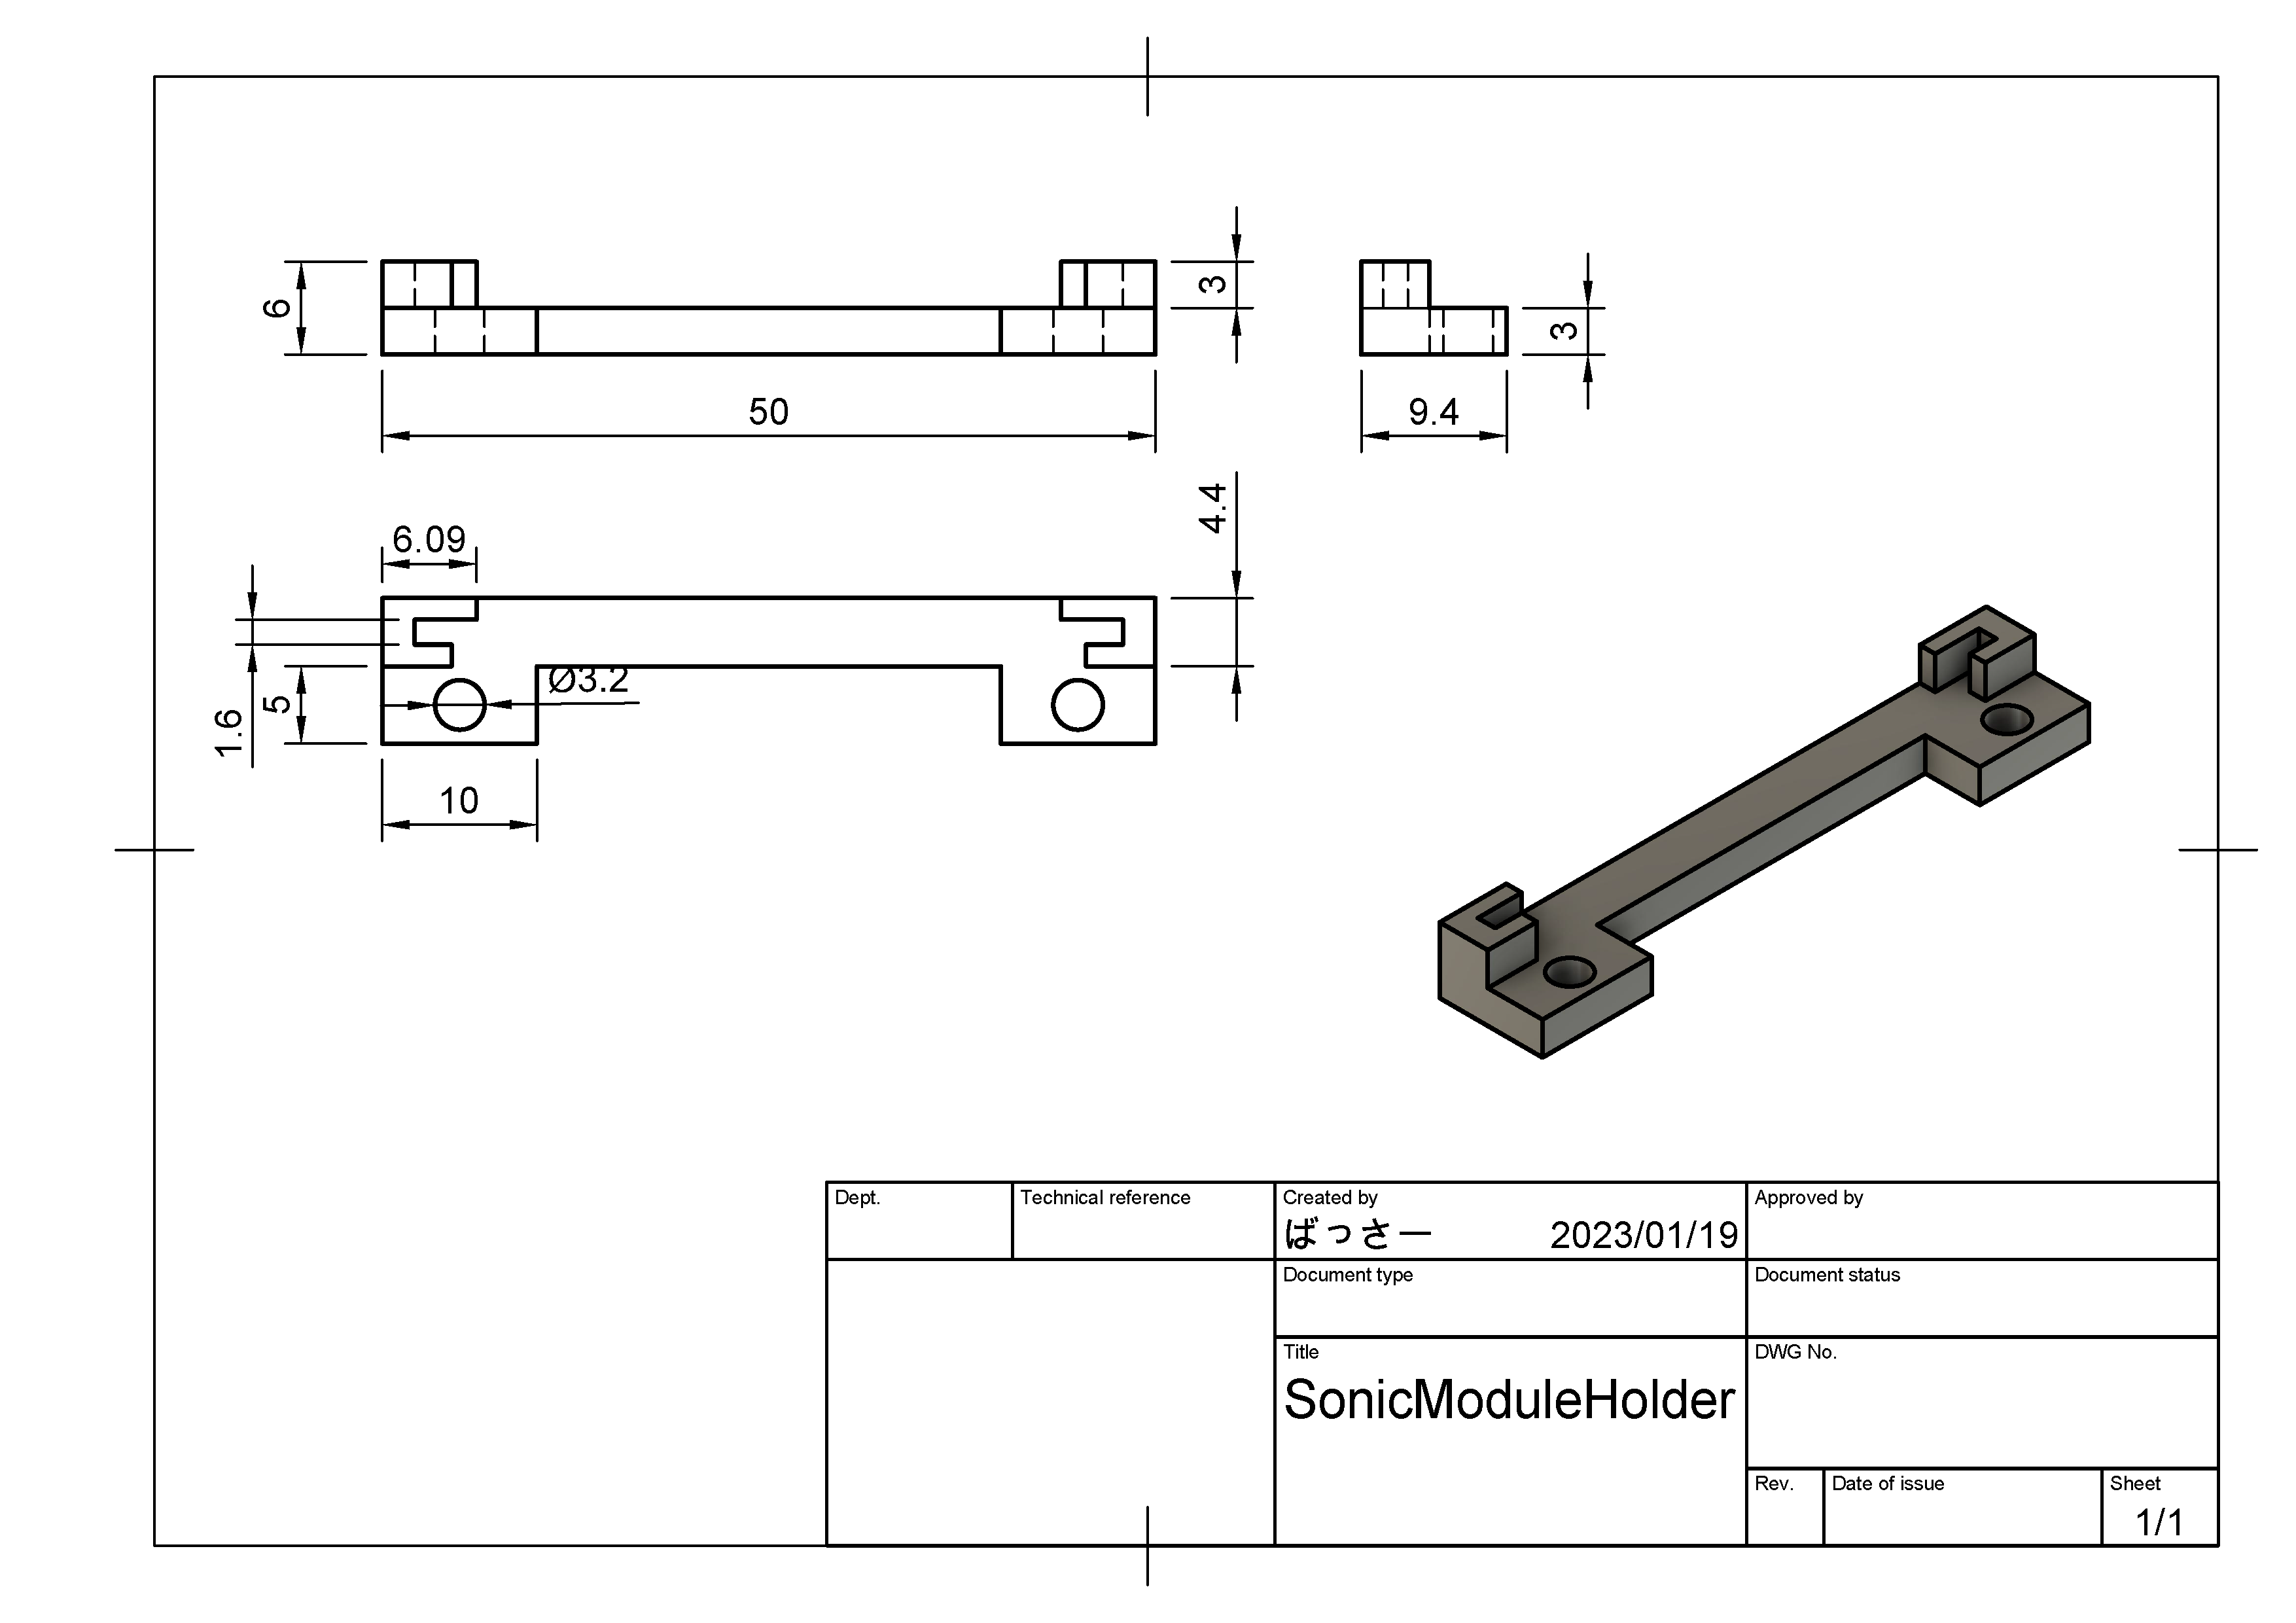 6
3
3
50
9.4
4.4
6.09
Ø3.2
5
1.6
10
Dept.
Technical reference
Created by
ばっさー 2023/01/19
Approved by
Document type
Document status
Title
SonicModuleHolder
DWG No.
Rev.
Date of issue
Sheet
1/1